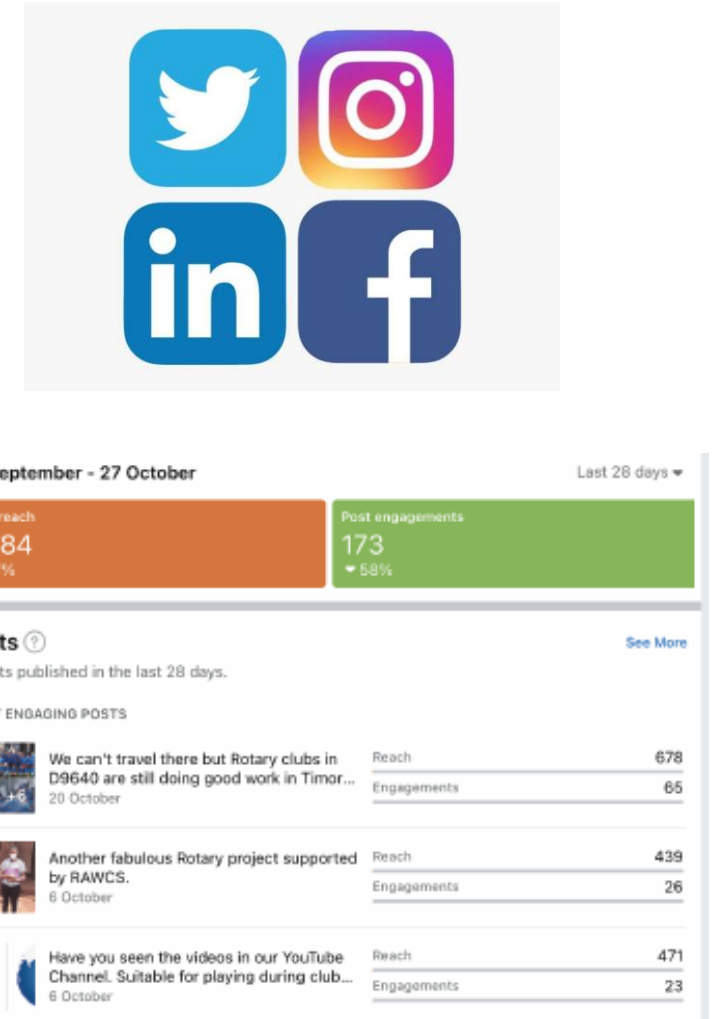 in
f
eptember - 27 October
Last 28 days
reach
84
%
Post engagements
173
58%
ts ?
See More
ts published in the last 28 days.
ENGAGING POSTS
+6
We can't travel there but Rotary clubs in
D9640 are still doing good work in Timor...
20 October
Reach 678
Engagements 65
Another fabulous Rotary project supported
by RAWCS.
6 October
Reach 439
Engagements 26
Have you seen the videos in our YouTube
Channel. Suitable for playing during club...
6 October
Reach 471
Engagements 23